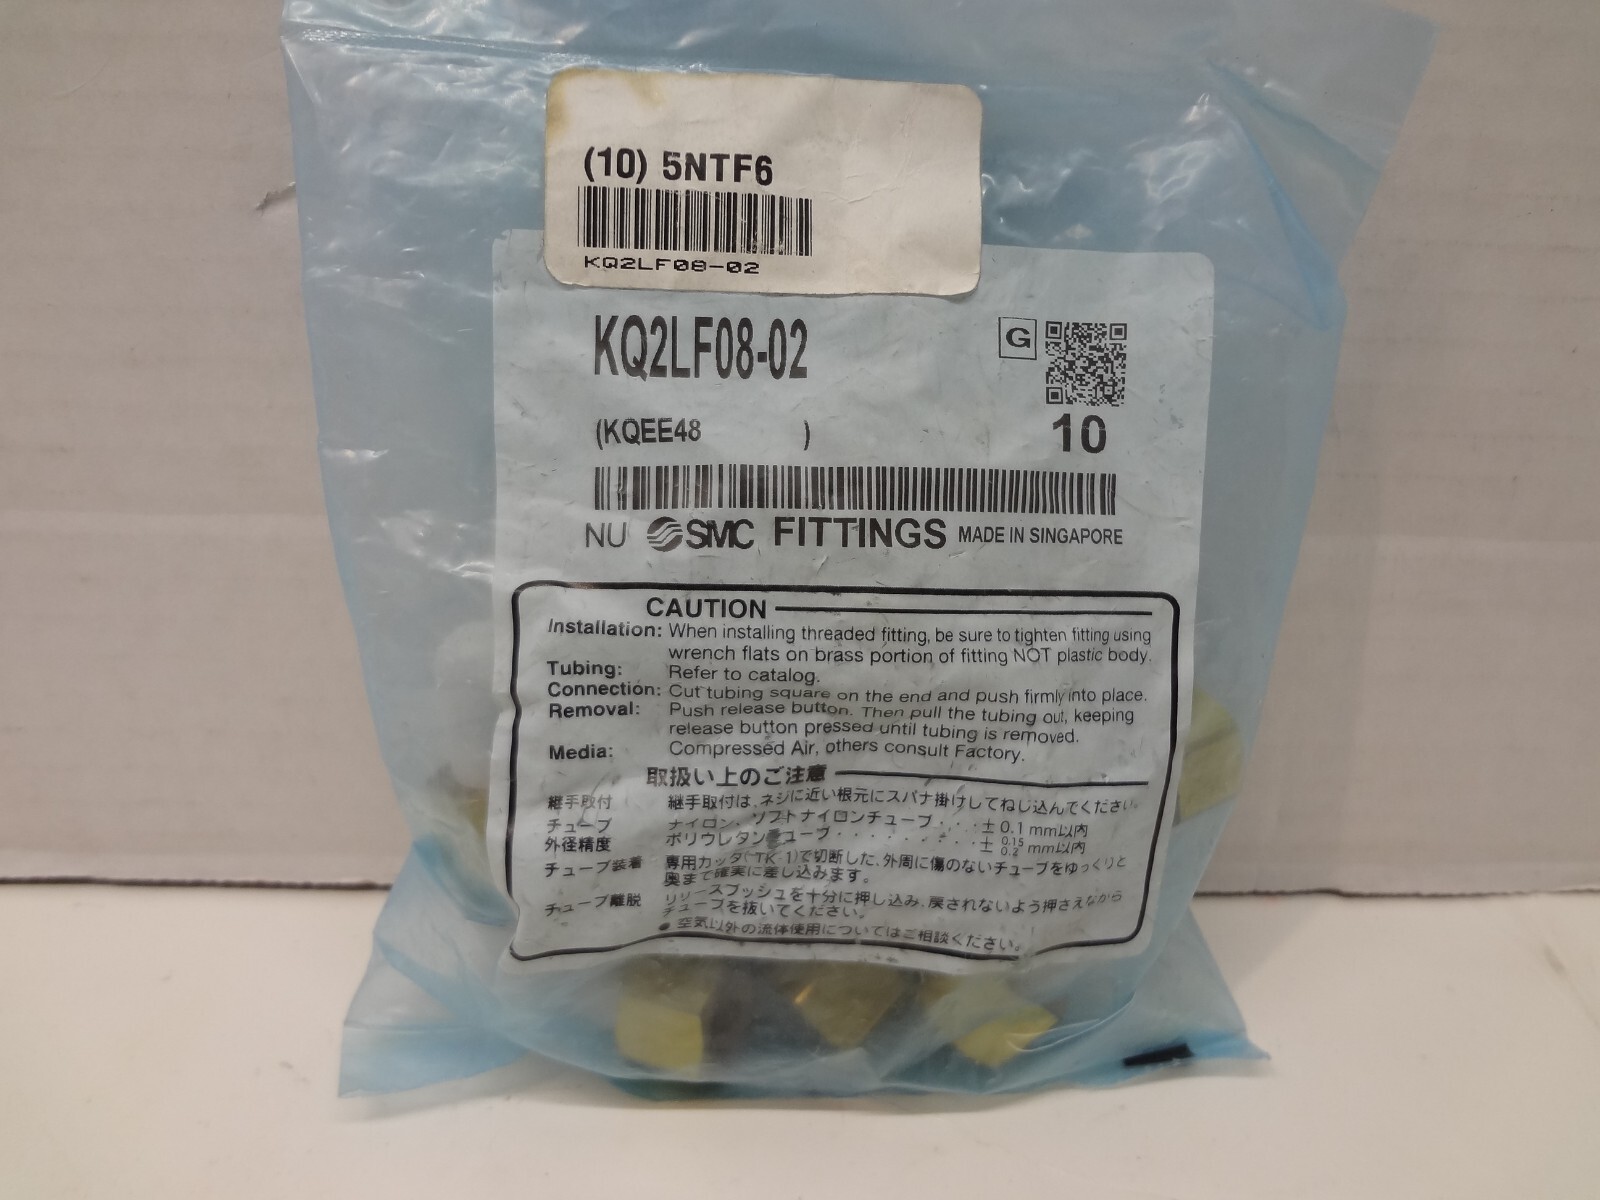 (10) 5NTF6
KQ2LF08-02
KQ2LF08-02
G
(KQEE48 )
10
NU SMC FITTINGS MADE IN SINGAPORE
CAUTION
Installation: When installing threaded fitting, be sure to tighten fitting using
wrench flats on brass portion of fitting NOT plastic body.
Tubing: Refer to catalog.
Connection: Cut tubing square on the end and push firmly into place.
Removal: Push release button. Then pull the tubing out, keeping
release button pressed until tubing is removed.
Media: Compressed Air, others consult Factory.
取扱い上のご注意
継手取付 継手取付は、ネジに近い根元にスパナ掛けしてねじ込んでください。
チューブ ナイロン、ソフトナイロンチューブ・・・・± 0.1 mm以内
外径精度 ポリウレタンチューブ・・・・・・・・± 0.15 0.2 mm以内
チューブ装着 専用カッタ(TK-1)で切断した、外周に傷のないチューブをゆっくりと
奥まで確実に差し込みます。
チューブ離脱 リリースブッシュを十分に押し込み、戻されないよう押さえながら
チューブを抜いてください。
● 空気以外の流体使用についてはご相談ください。